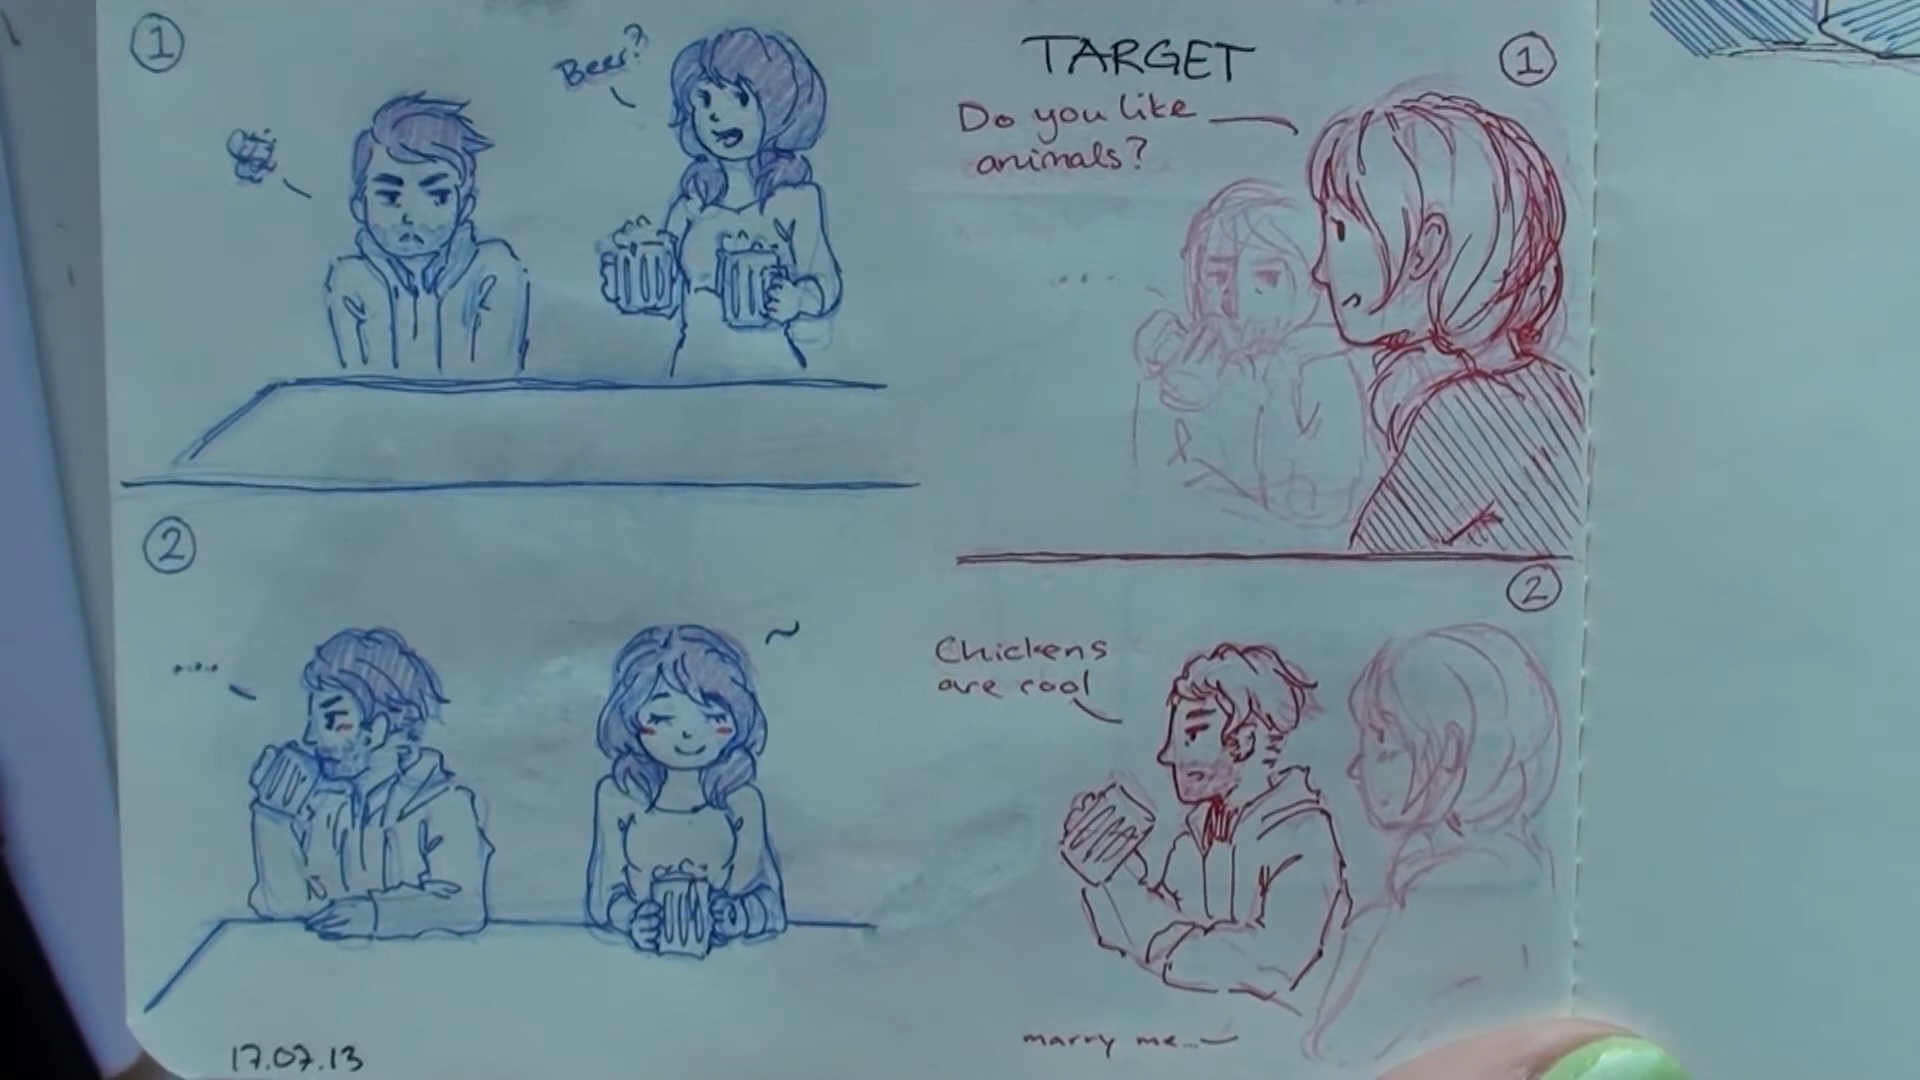 1
Beer?
2
....
~
17.07.13
TARGET
1
Do you like
animals?
....
2
Chickens
are cool
marry me...